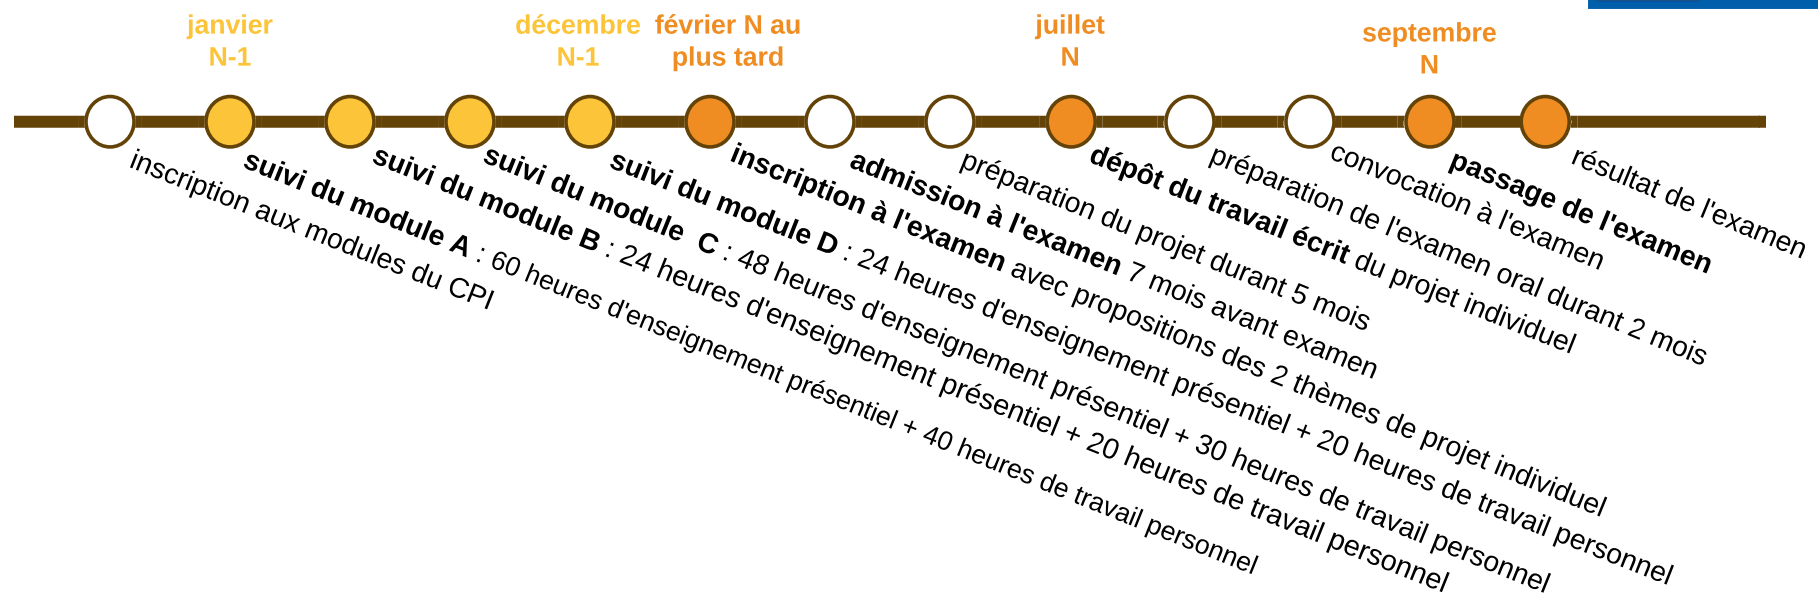 janvier
N-1
décembre
N-1
février N au
plus tard
juillet
N
septembre
N
inscription aux modules du CPI
suivi du module A : 60 heures d'enseignement présentiel + 40 heures de travail personnel
suivi du module B : 24 heures d'enseignement présentiel + 20 heures de travail personnel
suivi du module C : 48 heures d'enseignement présentiel + 30 heures de travail personnel
suivi du module D : 24 heures d'enseignement présentiel + 20 heures de travail personnel
inscription à l'examen avec propositions des 2 thèmes de projet individuel
admission à l'examen 7 mois avant examen
préparation du projet durant 5 mois
dépôt du travail écrit du projet individuel
préparation de l'examen oral durant 2 mois
convocation à l'examen
passage de l'examen
résultat de l'examen